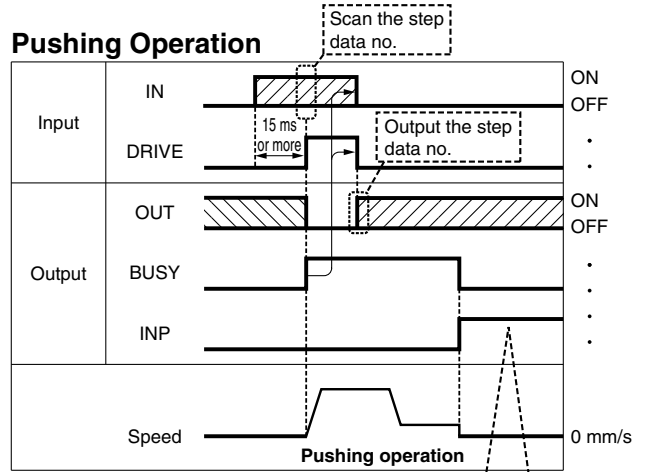 Pushing Operation
Scan the step
data no.
Input
IN
ON
OFF
15 ms
or more
DRIVE
Output the step
data no.
Output
OUT
ON
OFF
BUSY
INP
Speed
0 mm/s
Pushing operation